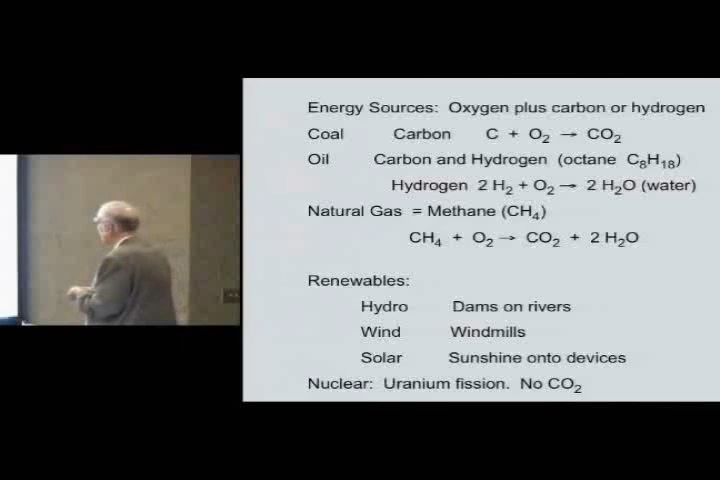 Energy Sources: Oxygen plus carbon or hydrogen
Coal Carbon C + O₂ → CO₂
Oil Carbon and Hydrogen (octane C₈H₁₈)
Hydrogen 2 H₂ + O₂ → 2 H₂O (water)
Natural Gas = Methane (CH₄)
CH₄ + O₂ → CO₂ + 2 H₂O
Renewables:
Hydro Dams on rivers
Wind Windmills
Solar Sunshine onto devices
Nuclear: Uranium fission. No CO₂